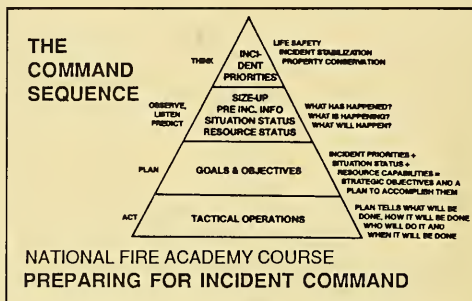 THE
COMMAND
SEQUENCE
THINK
INCI-
DENT
PRIORITIES
LIFE SAFETY
INCIDENT STABILIZATION
PROPERTY CONSERVATION
OBSERVE,
LISTEN
PREDICT
SIZE-UP
PRE INC. INFO
SITUATION STATUS
RESOURCE STATUS
WHAT HAS HAPPENED?
WHAT IS HAPPENING?
WHAT WILL HAPPEN?
PLAN
GOALS & OBJECTIVES
INCIDENT PRIORITIES +
SITUATION STATUS +
RESOURCE CAPABILITIES =
STRATEGIC OBJECTIVES AND A
PLAN TO ACCOMPLISH THEM
ACT
TACTICAL OPERATIONS
PLAN TELLS WHAT WILL BE
DONE, HOW IT WILL BE DONE
WHO WILL DO IT AND
WHEN IT WILL BE DONE
NATIONAL FIRE ACADEMY COURSE
PREPARING FOR INCIDENT COMMAND